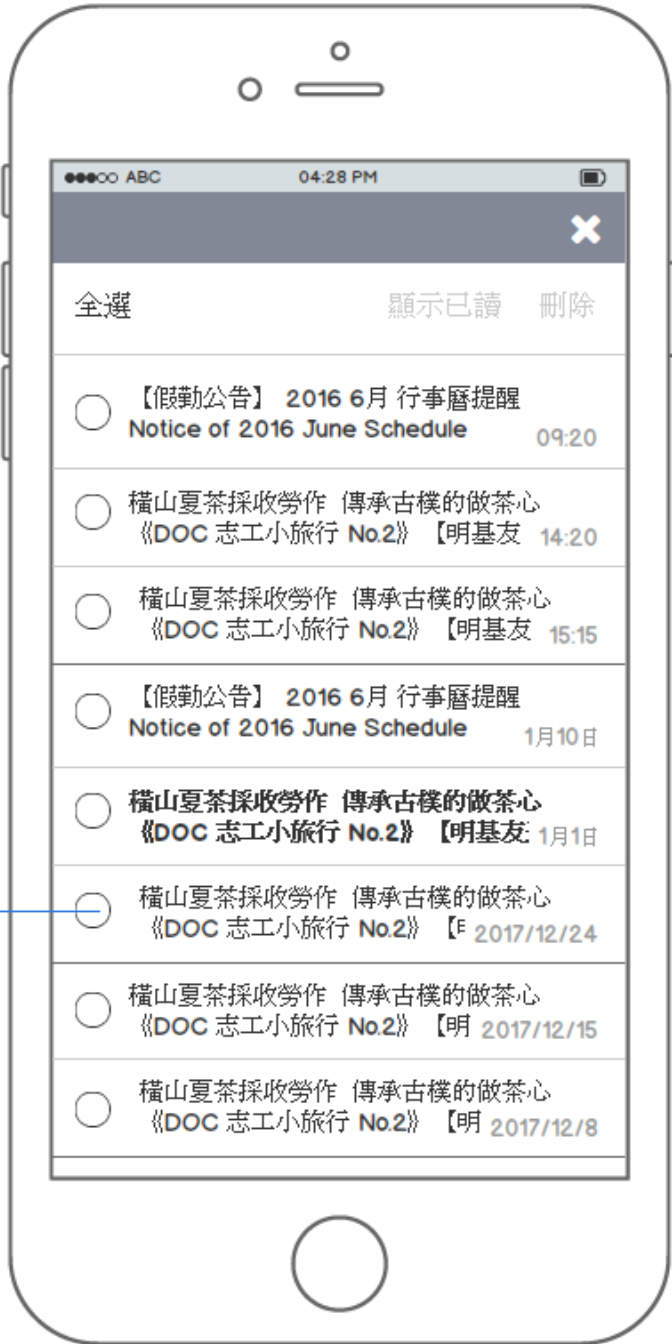 ABC 04:28 PM
全選 顯示已讀 刪除
【假勤公告】 2016 6月 行事曆提醒
Notice of 2016 June Schedule 09:20
橫山夏茶採收勞作 傳承古樸的做茶心
《DOC 志工小旅行 No.2》 【明基友 14:20
橫山夏茶採收勞作 傳承古樸的做茶心
《DOC 志工小旅行 No.2》 【明基友 15:15
【假勤公告】 2016 6月 行事曆提醒
Notice of 2016 June Schedule 1月10日
橫山夏茶採收勞作 傳承古樸的做茶心
《DOC 志工小旅行 No.2》 【明基友 1月1日
橫山夏茶採收勞作 傳承古樸的做茶心
《DOC 志工小旅行 No.2》 【 2017/12/24
橫山夏茶採收勞作 傳承古樸的做茶心
《DOC 志工小旅行 No.2》 【明 2017/12/15
橫山夏茶採收勞作 傳承古樸的做茶心
《DOC 志工小旅行 No.2》 【明 2017/12/8